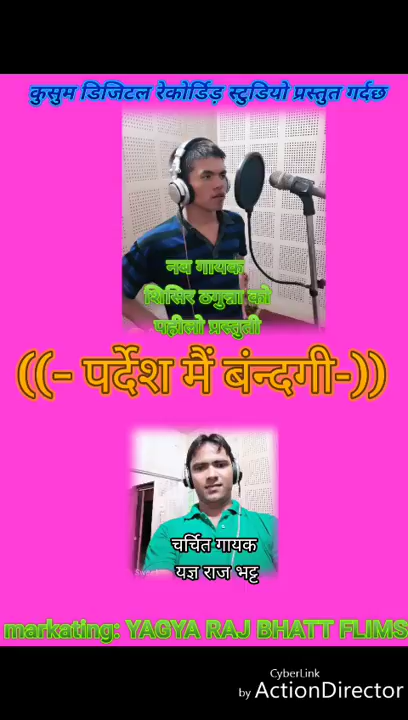 कुसुम डिजिटल रेकोर्डिड़ स्टुडियो प्रस्तुत गर्दछ
नव गायक
शिसिर ठगुन्ना को
पहीलो प्रस्तुती
((- पर्देश मैं बंन्दगी-))
चर्चित गायक
यज्ञ राज भट्ट
markating: YAGYA RAJ BHATT FLIMS
CyberLink
by ActionDirector